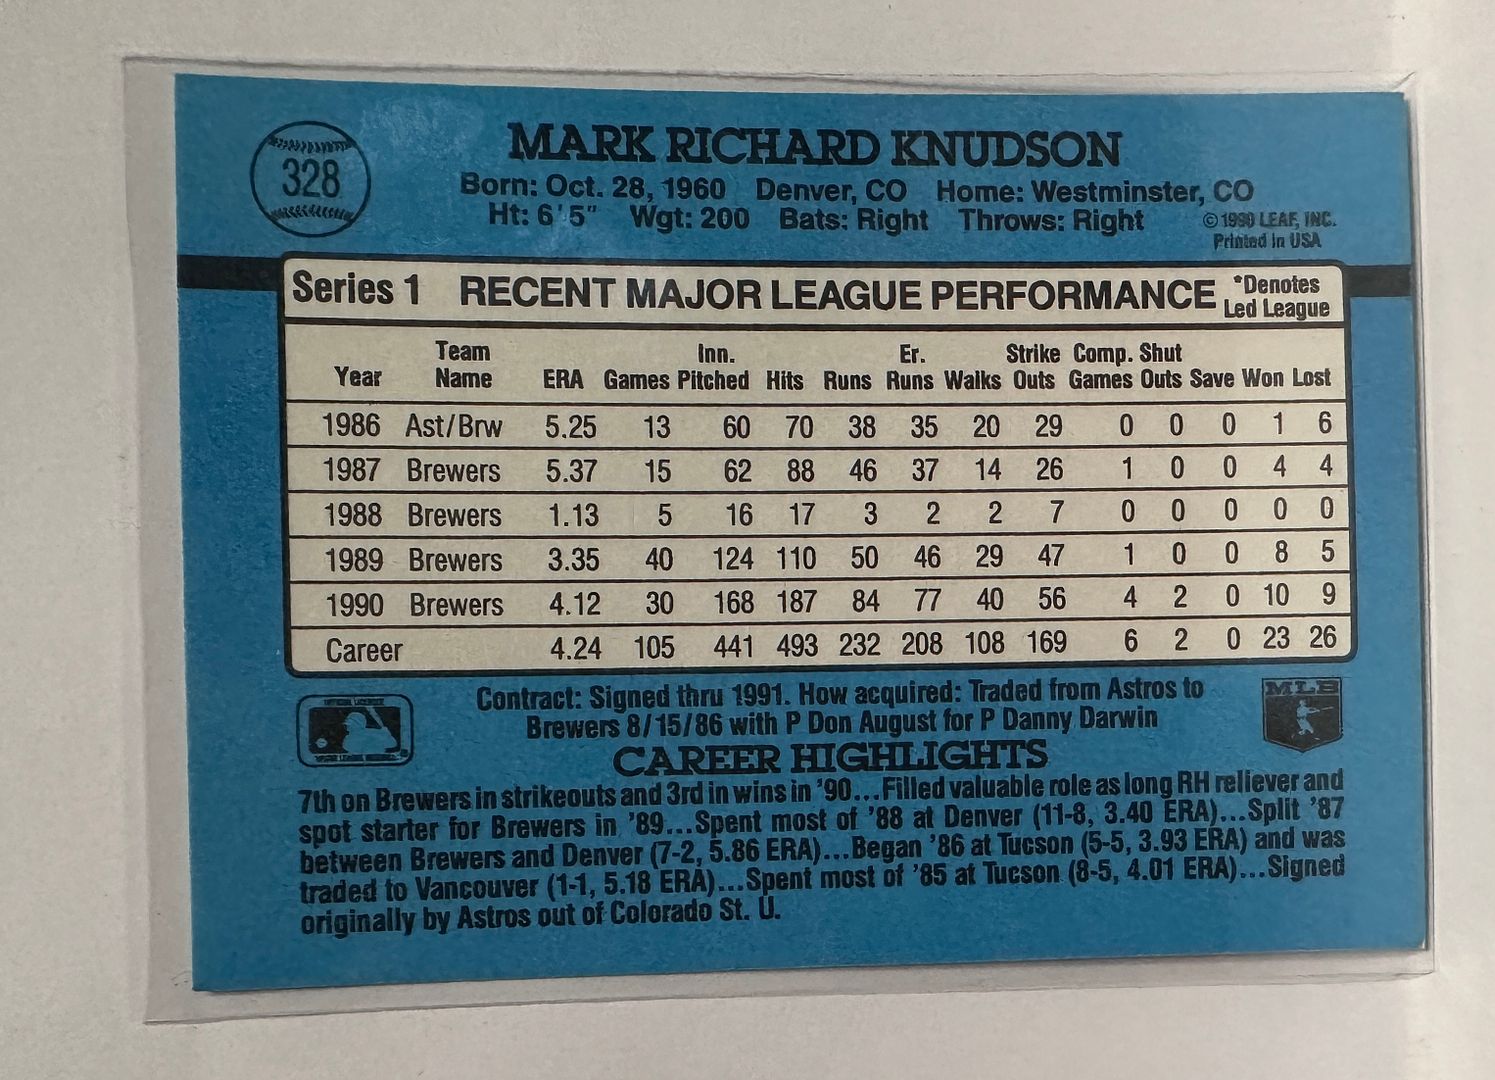 328
MARK RICHARD KNUDSON
Born: Oct. 28, 1960 Denver, CO Home: Westminster, CO
Ht: 6'5" Wgt: 200 Bats: Right Throws: Right
©1990 LEAF, INC.
Printed in USA
Series 1 RECENT MAJOR LEAGUE PERFORMANCE *Denotes Led League
Year Team Name ERA Games Inn. Pitched Hits Runs Er. Runs Walks Strike Outs Comp. Games Shut Outs Save Won Lost
1986 Ast/Brw 5.25 13 60 70 38 35 20 29 0 0 0 1 6
1987 Brewers 5.37 15 62 88 46 37 14 26 1 0 0 4 4
1988 Brewers 1.13 5 16 17 3 2 2 7 0 0 0 0 0
1989 Brewers 3.35 40 124 110 50 46 29 47 1 0 0 8 5
1990 Brewers 4.12 30 168 187 84 77 40 56 4 2 0 10 9
Career 4.24 105 441 493 232 208 108 169 6 2 0 23 26
Contract: Signed thru 1991. How acquired: Traded from Astros to
Brewers 8/15/86 with P Don August for P Danny Darwin
MLB
CAREER HIGHLIGHTS
7th on Brewers in strikeouts and 3rd in wins in '90...Filled valuable role as long RH reliever and
spot starter for Brewers in '89...Spent most of '88 at Denver (11-8, 3.40 ERA)...Split '87
between Brewers and Denver (7-2, 5.86 ERA)...Began '86 at Tucson (5-5, 3.93 ERA) and was
traded to Vancouver (1-1, 5.18 ERA)...Spent most of '85 at Tucson (8-5, 4.01 ERA)...Signed
originally by Astros out of Colorado St. U.